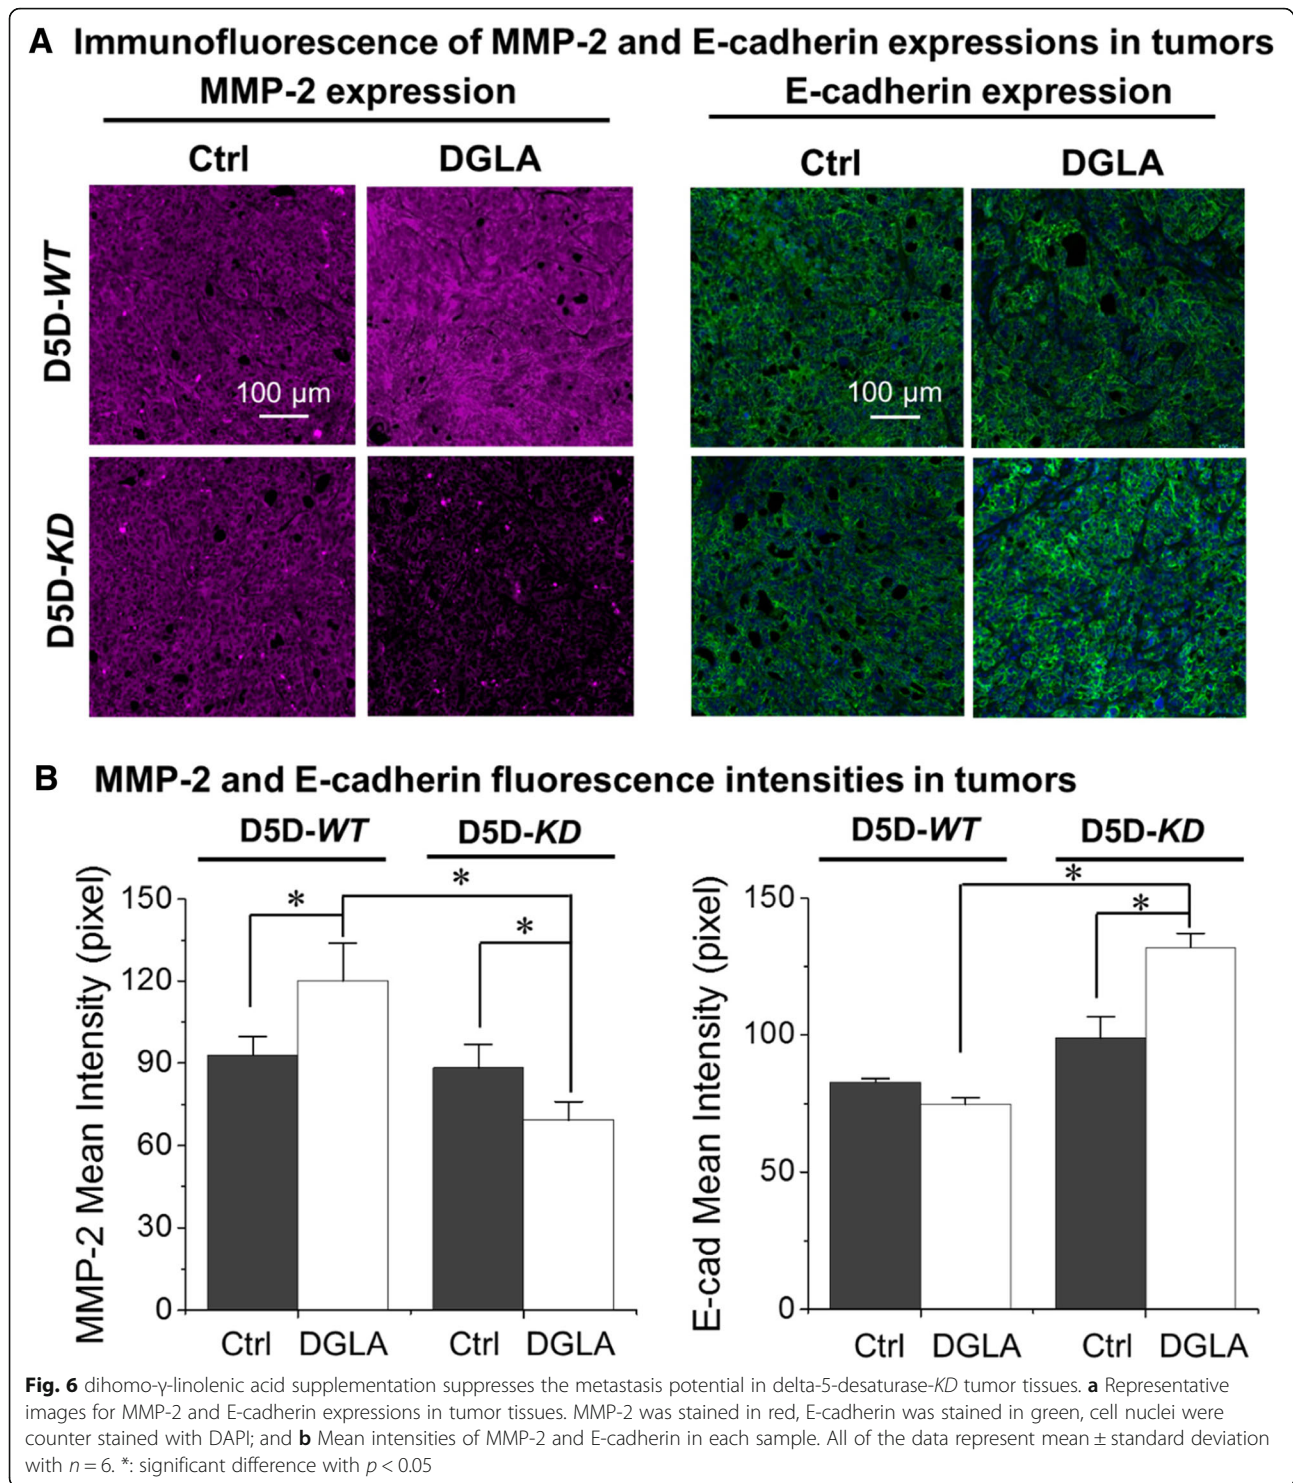 A Immunofluorescence of MMP-2 and E-cadherin expressions in tumors
MMP-2 expression
E-cadherin expression
Ctrl
DGLA
Ctrl
DGLA
D5D-WT
100 µm
100 µm
D5D-KD
B MMP-2 and E-cadherin fluorescence intensities in tumors
D5D-WT
D5D-KD
MMP-2 Mean Intensity (pixel)
150
120
90
60
30
0
*
*
*
Ctrl DGLA Ctrl DGLA
D5D-WT
D5D-KD
E-cad Mean Intensity (pixel)
150
100
50
0
*
*
Ctrl DGLA Ctrl DGLA
Fig. 6 dihomo-γ-linolenic acid supplementation suppresses the metastasis potential in delta-5-desaturase-KD tumor tissues. a Representative
images for MMP-2 and E-cadherin expressions in tumor tissues. MMP-2 was stained in red, E-cadherin was stained in green, cell nuclei were
counter stained with DAPI; and b Mean intensities of MMP-2 and E-cadherin in each sample. All of the data represent mean ± standard deviation
with n = 6. *: significant difference with p < 0.05